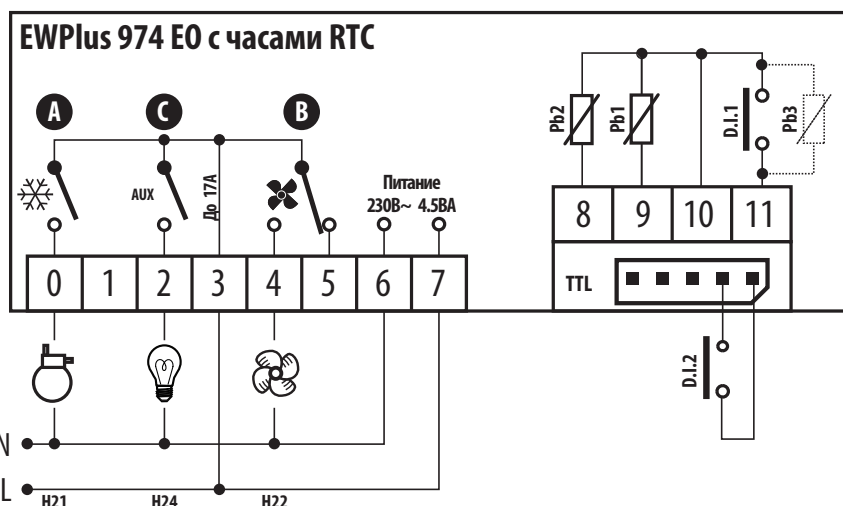 EWPlus 974 EO с часами RTC
A
C
B
AUX
До 17А
Питание
230В~ 4.5ВА
Pb2
Pb1
D.I.1
Pb3
0 1 2 3 4 5 6 7
8 9 10 11
TTL
D.I.2
N
L
H21 H24 H22